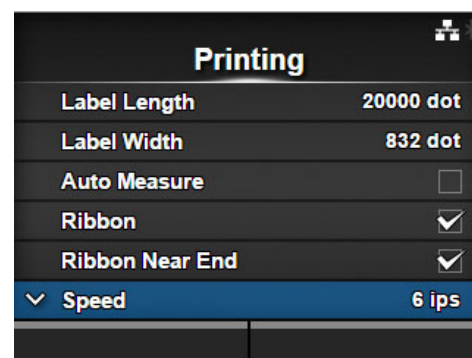 Printing
Label Length 20000 dot
Label Width 832 dot
Auto Measure
Ribbon
Ribbon Near End
Speed 6 ips